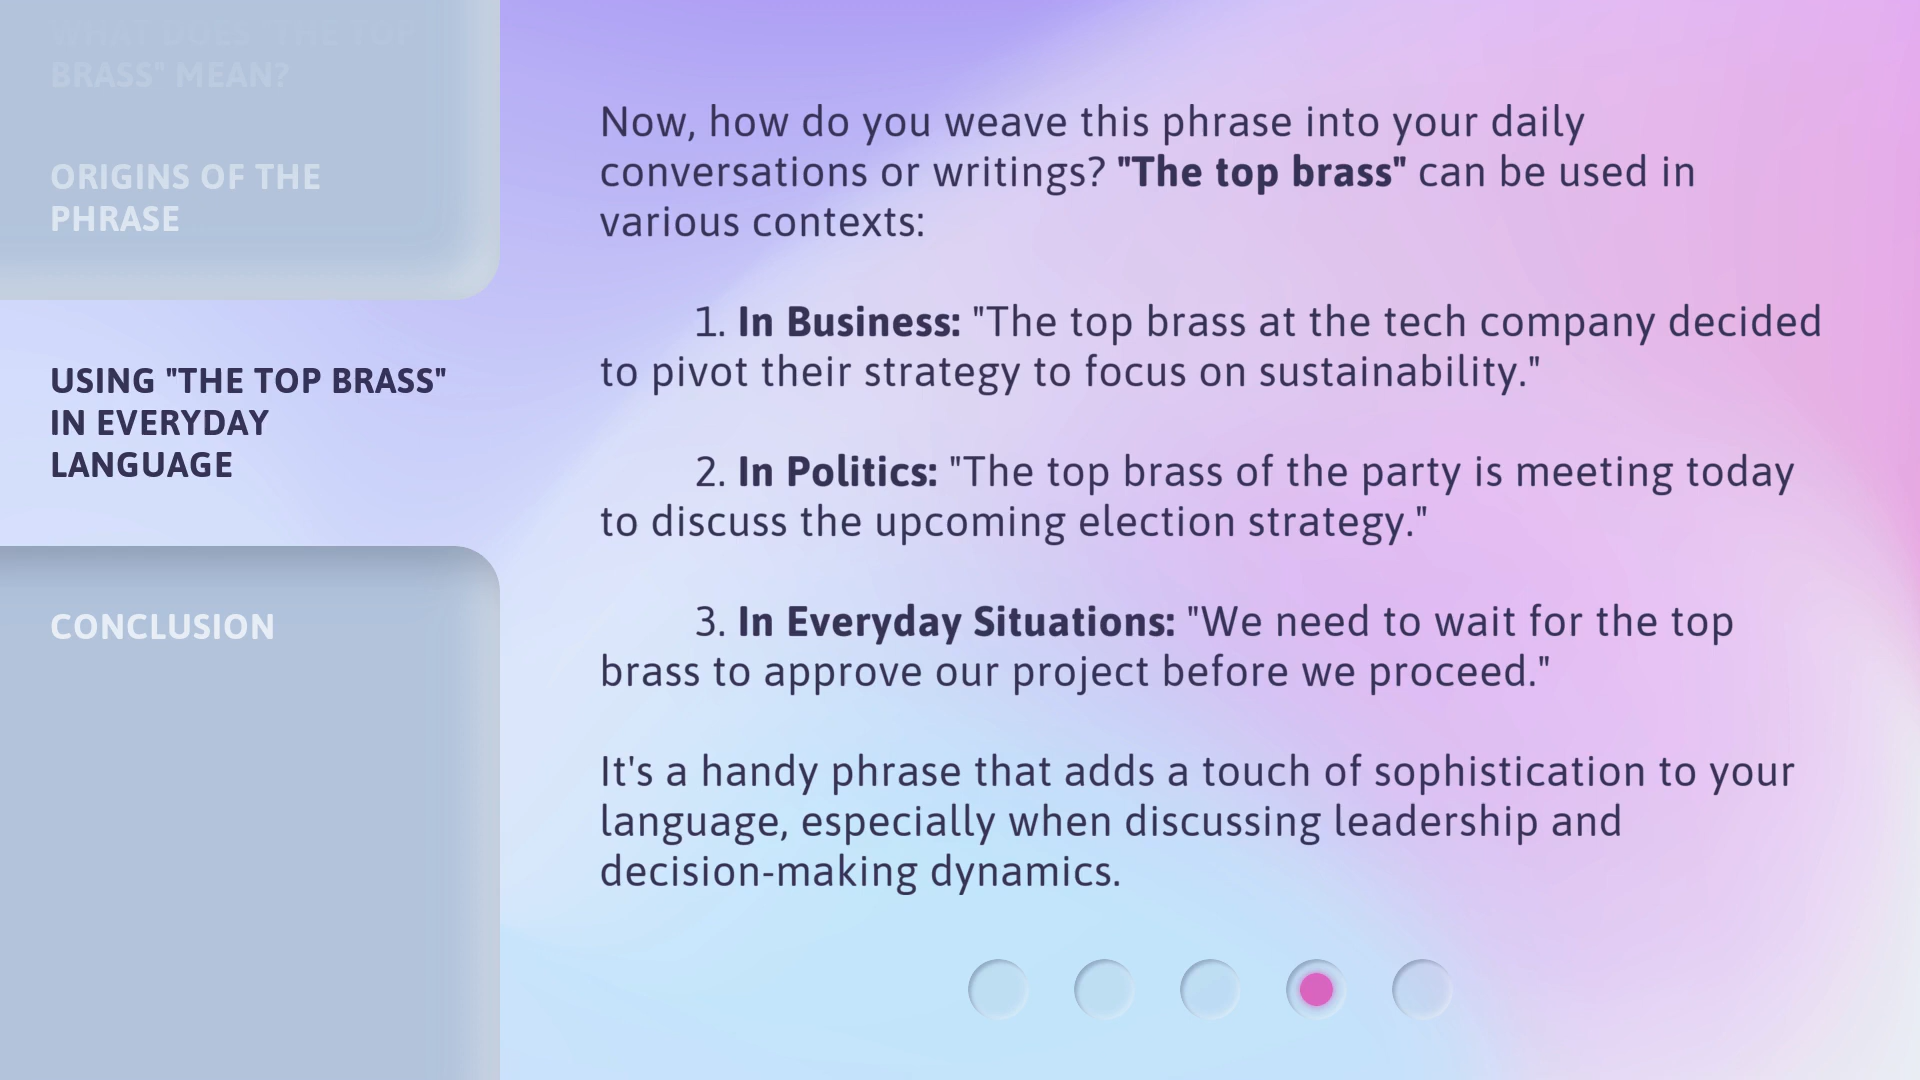 WHAT DOES "THE TOP
BRASS" MEAN?
ORIGINS OF THE
PHRASE
USING "THE TOP BRASS"
IN EVERYDAY
LANGUAGE
CONCLUSION
Now, how do you weave this phrase into your daily
conversations or writings? "The top brass" can be used in
various contexts:
1. In Business: "The top brass at the tech company decided
to pivot their strategy to focus on sustainability."
2. In Politics: "The top brass of the party is meeting today
to discuss the upcoming election strategy."
3. In Everyday Situations: "We need to wait for the top
brass to approve our project before we proceed."
It's a handy phrase that adds a touch of sophistication to your
language, especially when discussing leadership and
decision-making dynamics.